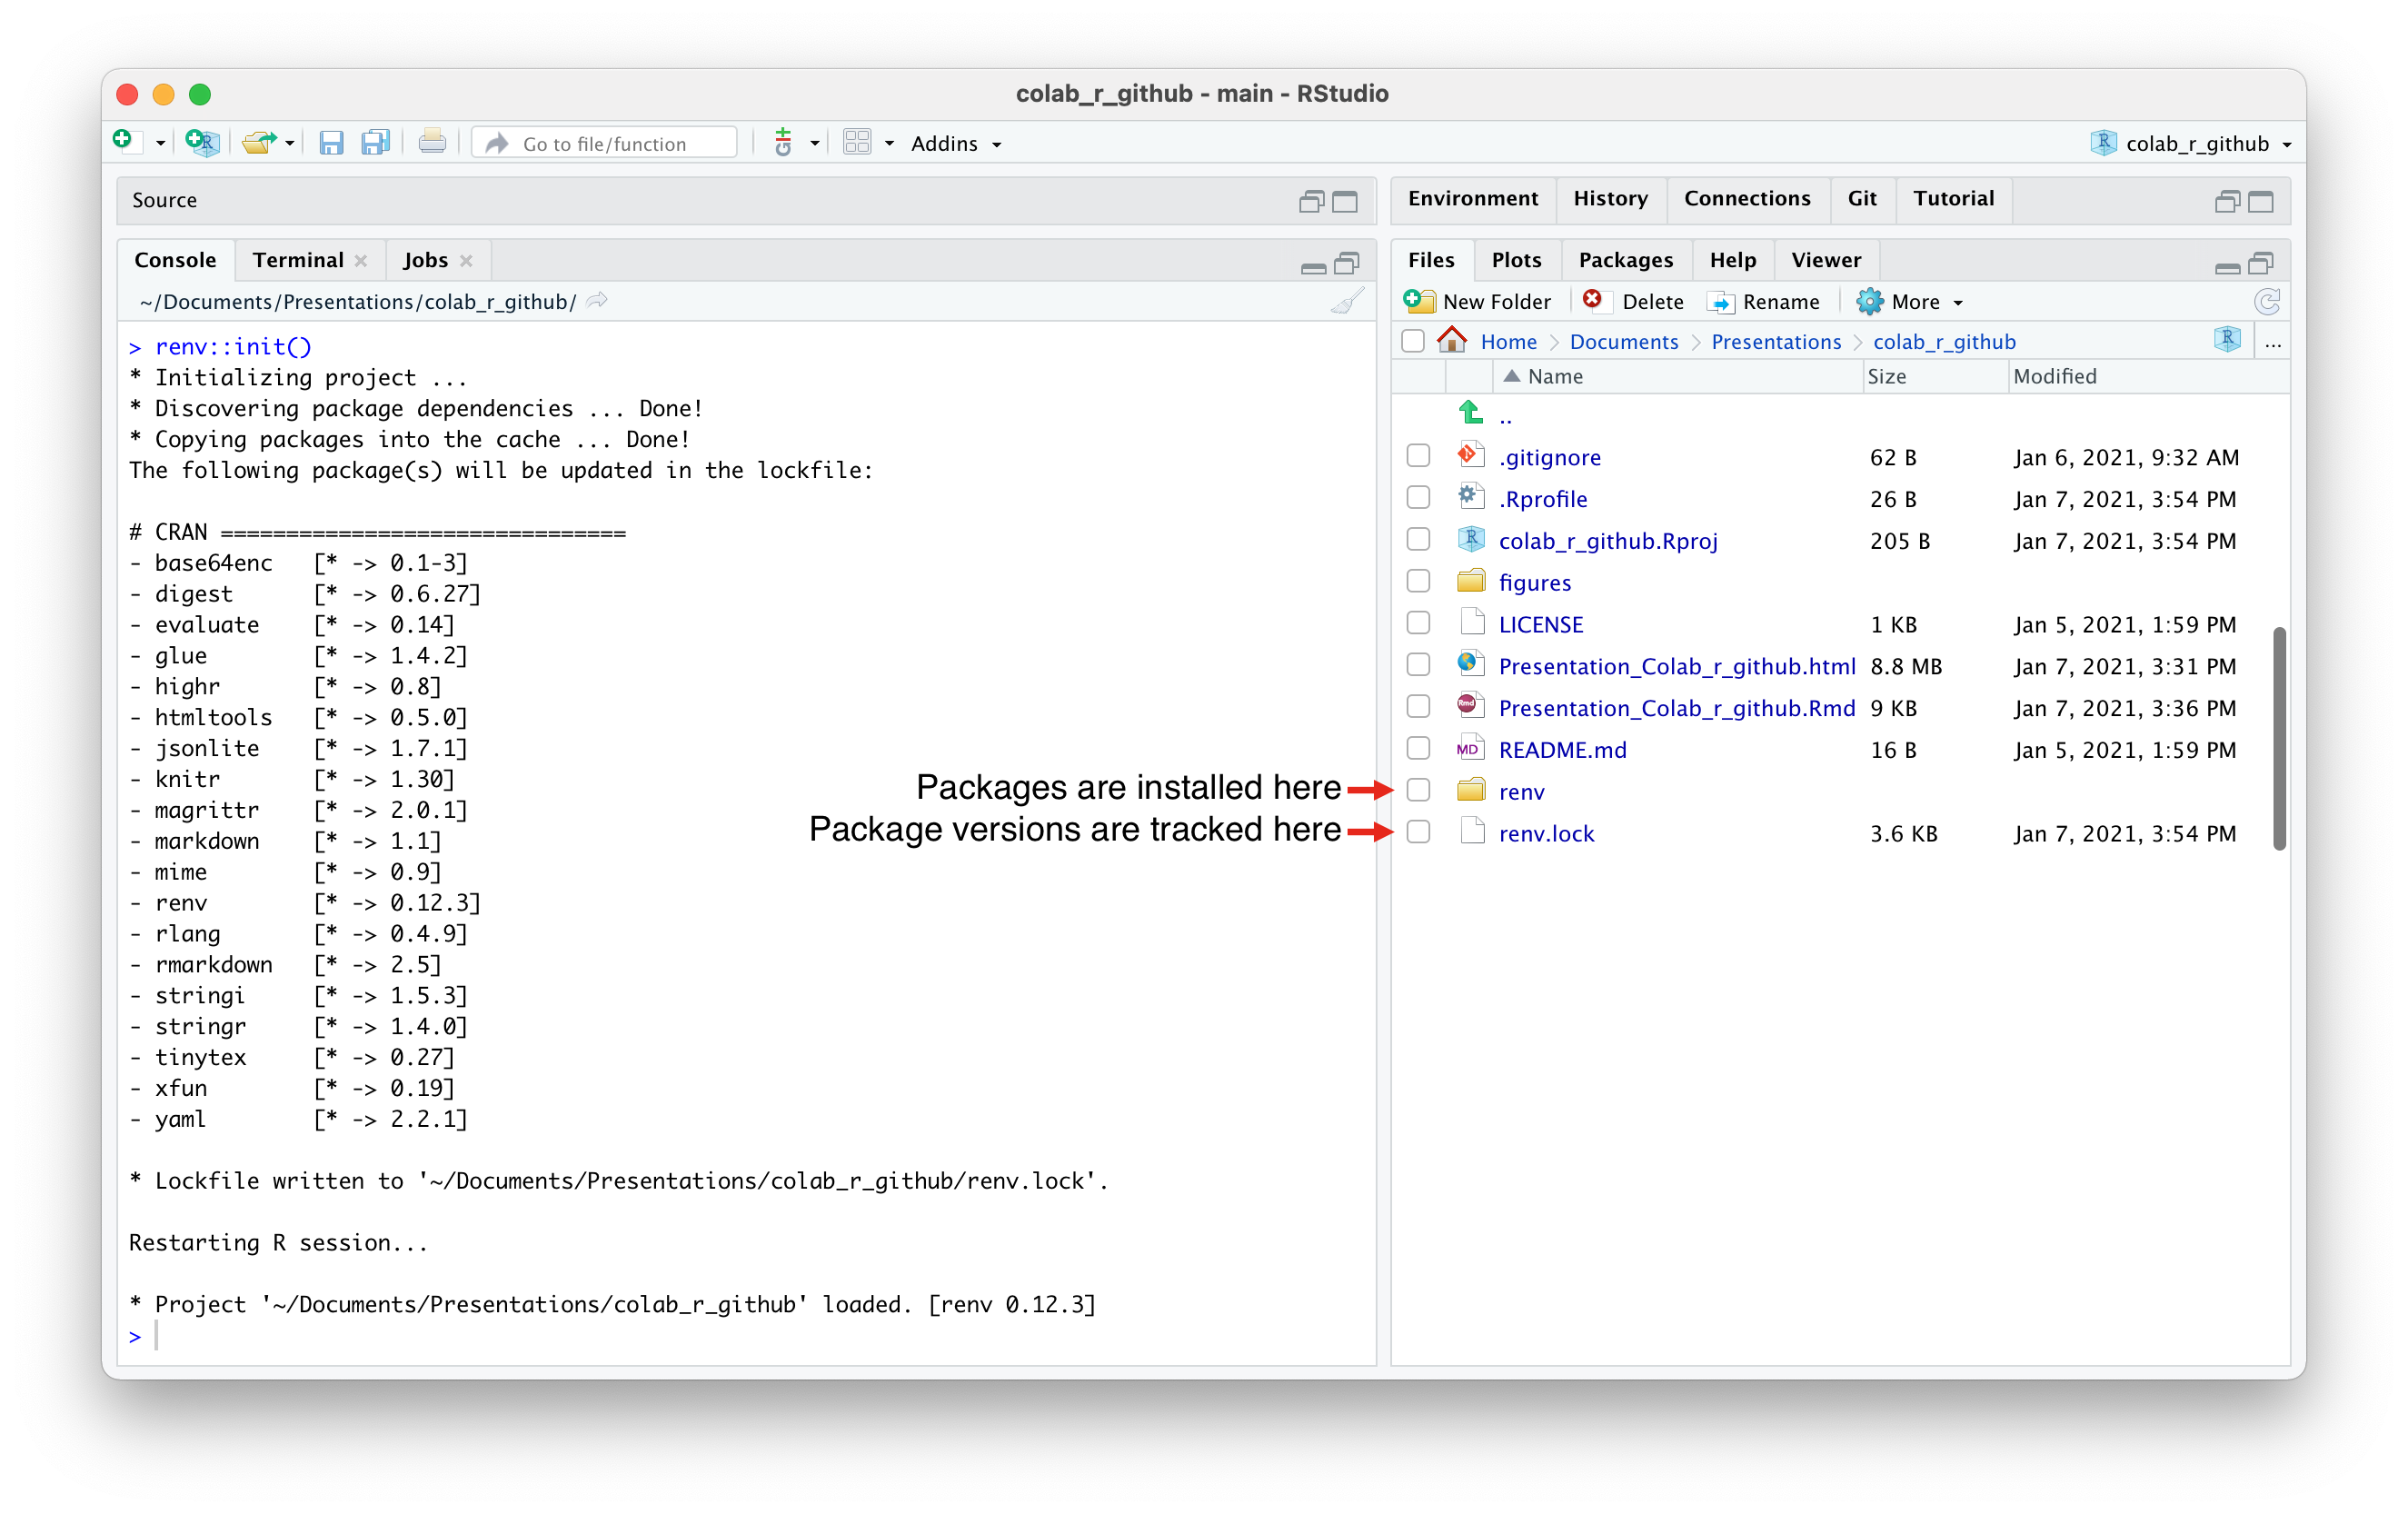 colab_r_github - main - RStudio
Go to file/function
Addins
colab_r_github
Source
Console Terminal Jobs
~/Documents/Presentations/colab_r_github/
> renv::init()
* Initializing project ...
* Discovering package dependencies ... Done!
* Copying packages into the cache ... Done!
The following package(s) will be updated in the lockfile:
# CRAN ===============================
- base64enc [* -> 0.1-3]
- digest [* -> 0.6.27]
- evaluate [* -> 0.14]
- glue [* -> 1.4.2]
- highr [* -> 0.8]
- htmltools [* -> 0.5.0]
- jsonlite [* -> 1.7.1]
- knitr [* -> 1.30]
- magrittr [* -> 2.0.1]
- markdown [* -> 1.1]
- mime [* -> 0.9]
- renv [* -> 0.12.3]
- rlang [* -> 0.4.9]
- rmarkdown [* -> 2.5]
- stringi [* -> 1.5.3]
- stringr [* -> 1.4.0]
- tinytex [* -> 0.27]
- xfun [* -> 0.19]
- yaml [* -> 2.2.1]
* Lockfile written to '~/Documents/Presentations/colab_r_github/renv.lock'.
Restarting R session...
* Project '~/Documents/Presentations/colab_r_github' loaded. [renv 0.12.3]
>
Packages are installed here
Package versions are tracked here
Environment History Connections Git Tutorial
Files Plots Packages Help Viewer
New Folder Delete Rename More
Home Documents Presentations colab_r_github ...
Name Size Modified
..
.gitignore 62 B Jan 6, 2021, 9:32 AM
.Rprofile 26 B Jan 7, 2021, 3:54 PM
colab_r_github.Rproj 205 B Jan 7, 2021, 3:54 PM
figures
LICENSE 1 KB Jan 5, 2021, 1:59 PM
Presentation_Colab_r_github.html 8.8 MB Jan 7, 2021, 3:31 PM
Presentation_Colab_r_github.Rmd 9 KB Jan 7, 2021, 3:36 PM
README.md 16 B Jan 5, 2021, 1:59 PM
renv
renv.lock 3.6 KB Jan 7, 2021, 3:54 PM